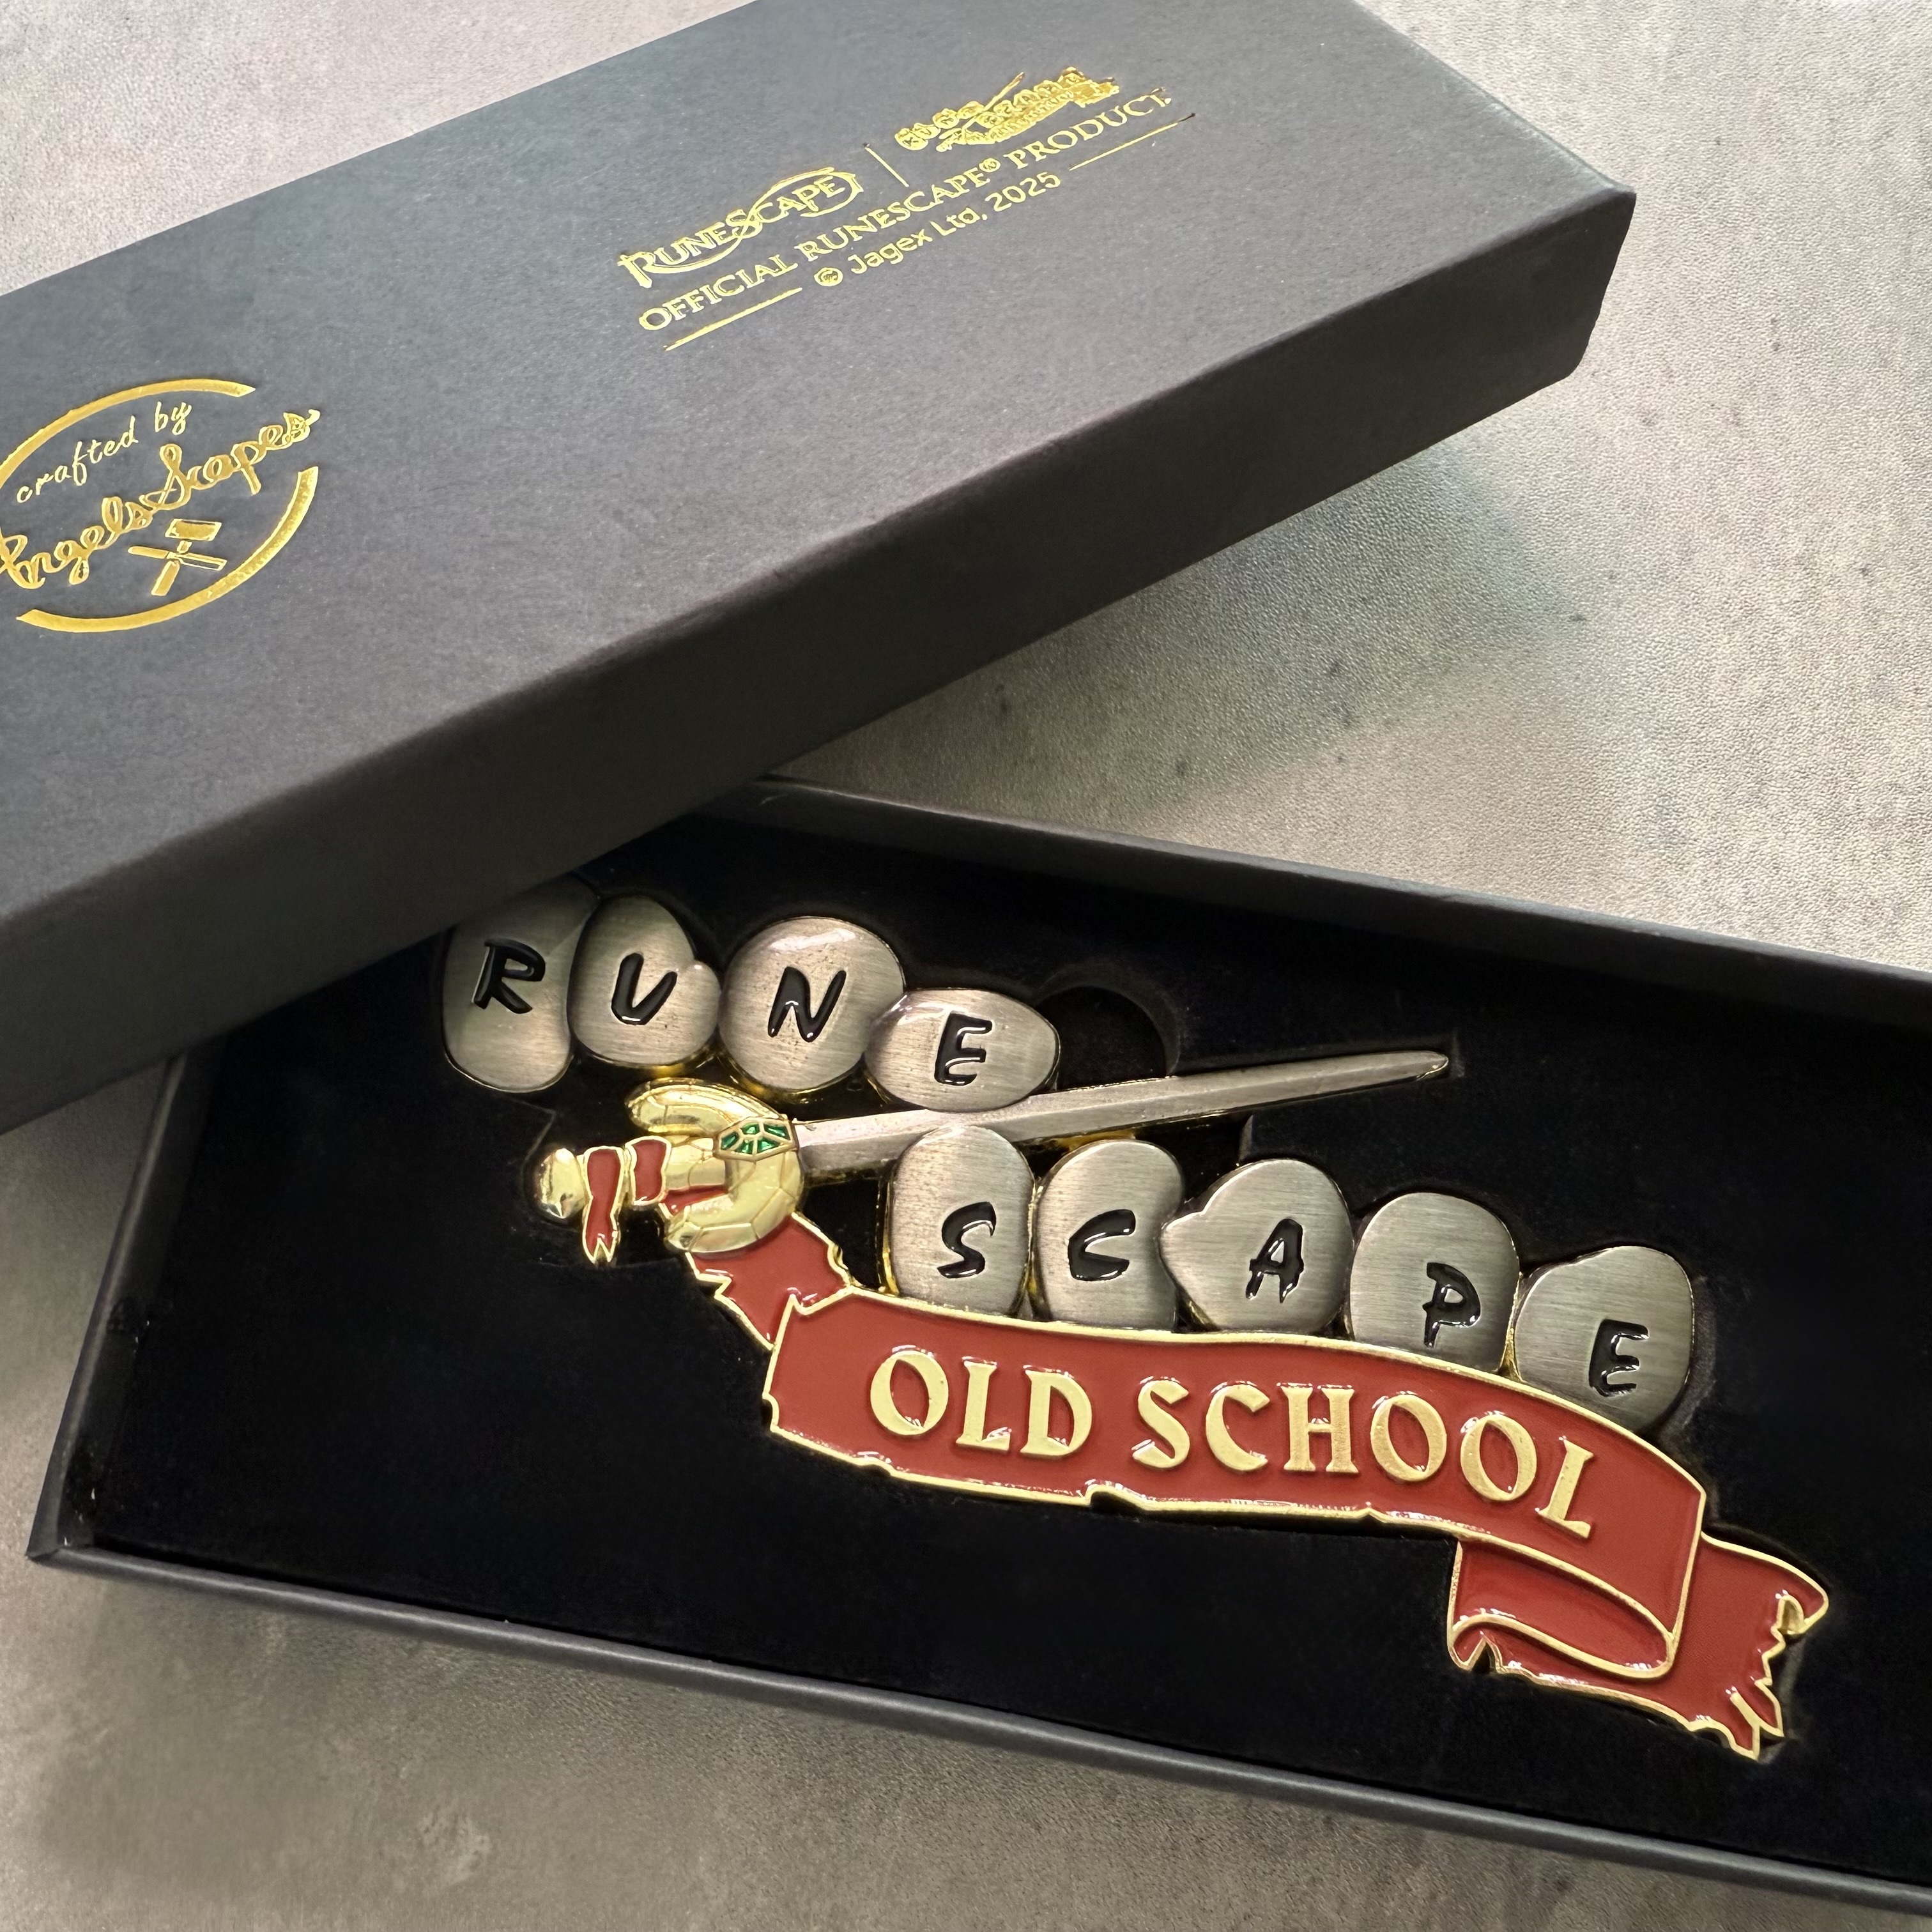 RUNESCAPE
OFFICIAL RUNESCAPE® PRODUCT
© Jagex Ltd, 2025
crafted by
AngelsScapes
RUNE
SCAPE
OLD SCHOOL